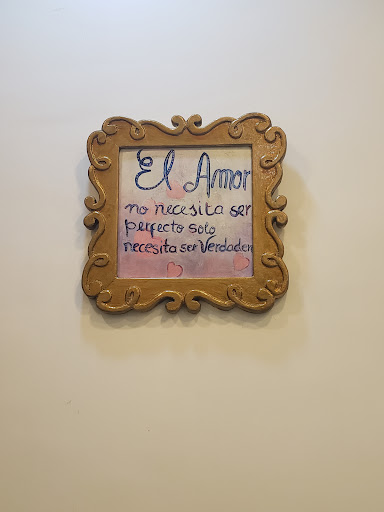 El Amor
no necesita ser
perfecto solo
necesita ser Verdader